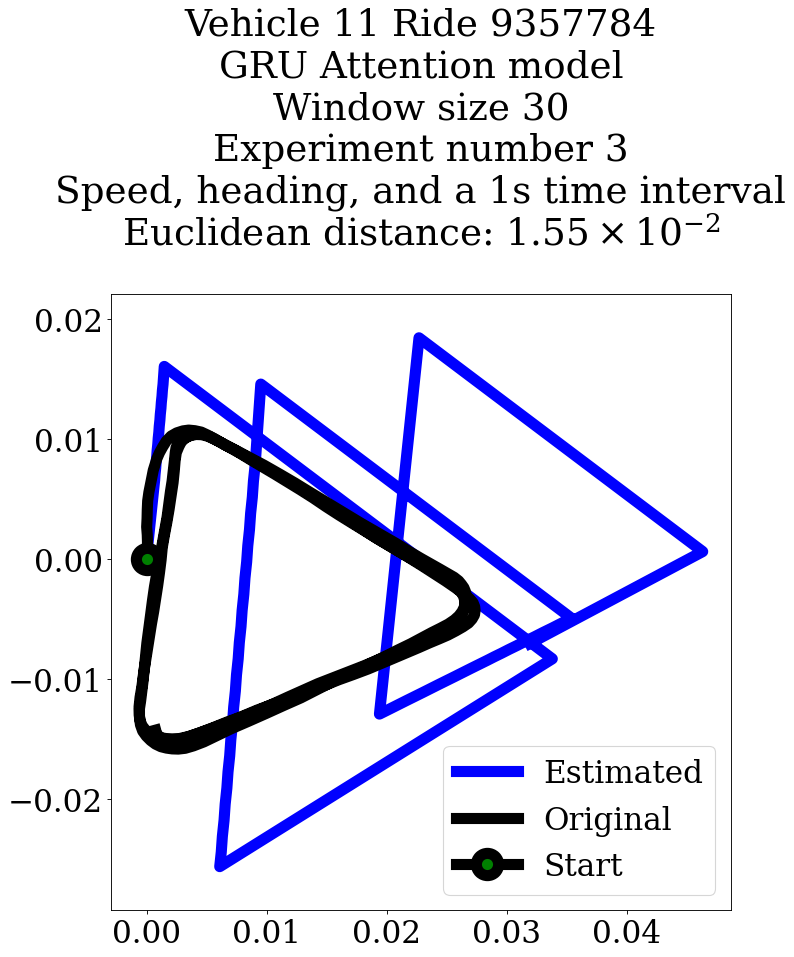 Vehicle 11 Ride 9357784
GRU Attention model
Window size 30
Experiment number 3
Speed, heading, and a 1s time interval
Euclidean distance: 1.55 × 10⁻²
0.02
0.01
0.00
−0.01
−0.02
Estimated
Original
Start
0.00 0.01 0.02 0.03 0.04